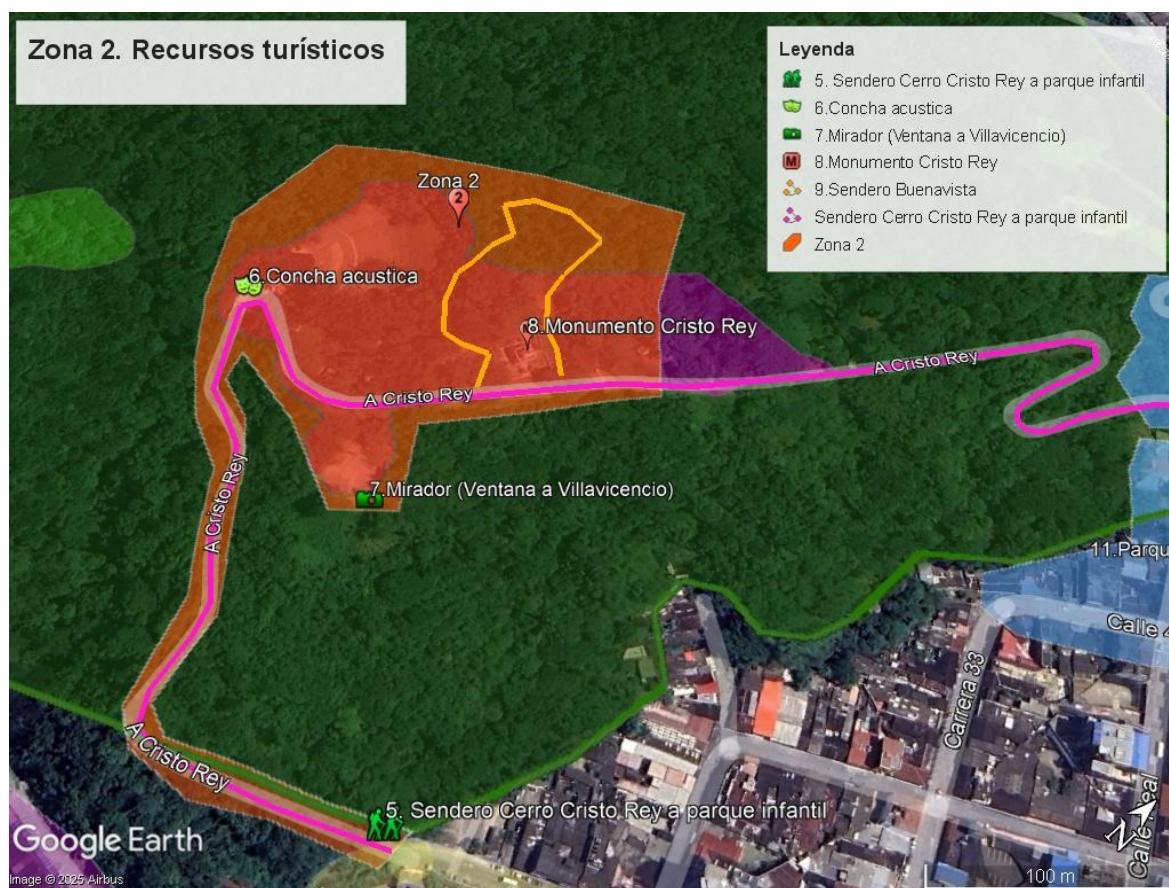 Zona 2. Recursos turísticos
Leyenda
5. Sendero Cerro Cristo Rey a parque infantil
6.Concha acustica
7.Mirador (Ventana a Villavicencio)
8.Monumento Cristo Rey
9.Sendero Buenavista
Sendero Cerro Cristo Rey a parque infantil
Zona 2
M
Zona 2
2
6.Concha acustica
8.Monumento Cristo Rey
A Cristo Rey
A Cristo Rey
7.Mirador (Ventana a Villavicencio)
A Cristo Rey
11.Parqu
Calle 4
Carrera 33
A Cristo Rey
5. Sendero Cerro Cristo Rey a parque infantil
Calle Real
N
Google Earth
100 m
Image © 2025 Airbus